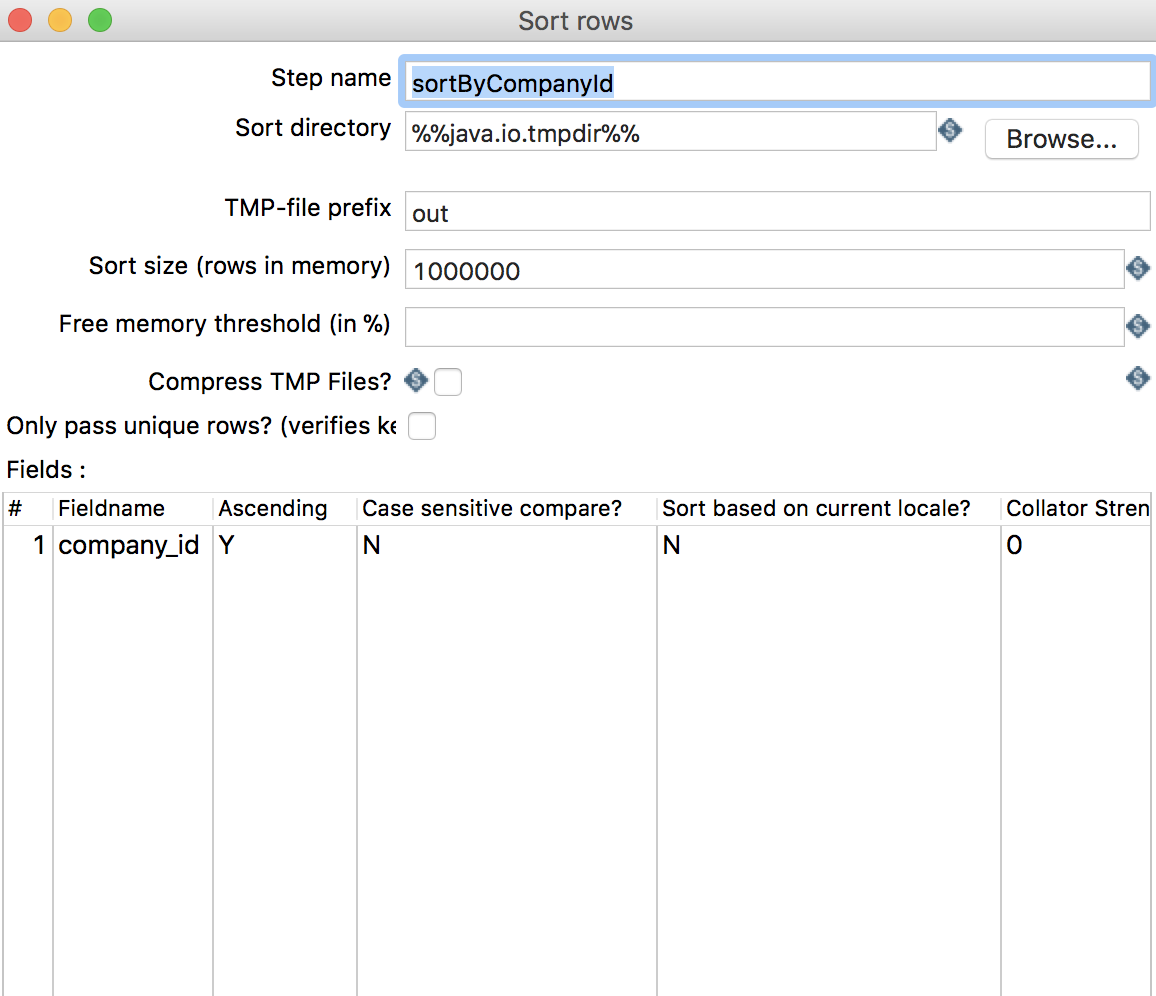 Sort rows
Step name sortByCompanyId
Sort directory %%java.io.tmpdir%% Browse...
TMP-file prefix out
Sort size (rows in memory) 1000000
Free memory threshold (in %)
Compress TMP Files?
Only pass unique rows? (verifies ke
Fields :
# Fieldname Ascending Case sensitive compare? Sort based on current locale? Collator Stren
1 company_id Y N N 0